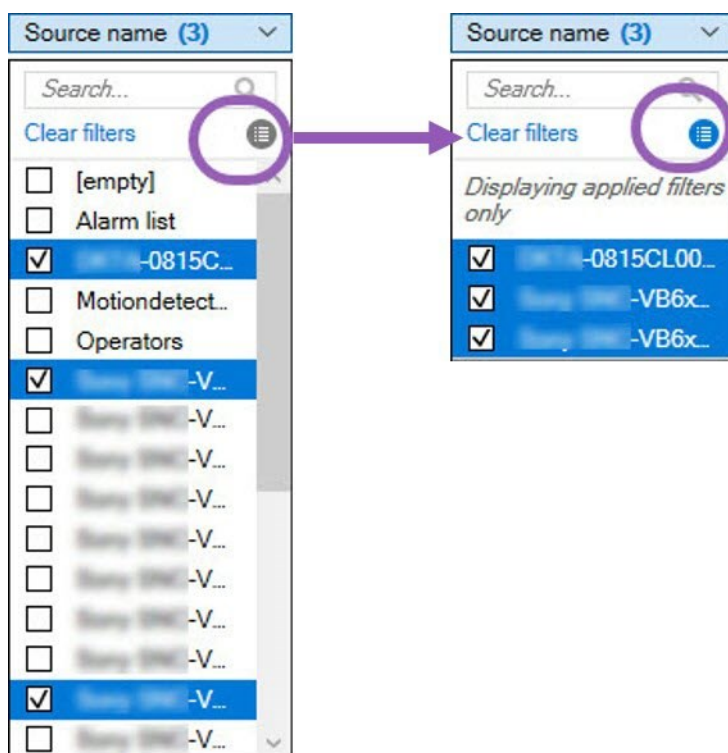 Source name (3)
Search...
Clear filters
[empty]
Alarm list
-0815C...
Motiondetect...
Operators
-V...
-V...
-V...
-V...
-V...
-V...
-V...
-V...
-V...
-V...
Source name (3)
Search...
Clear filters
Displaying applied filters
only
-0815CL00...
-VB6x...
-VB6x...